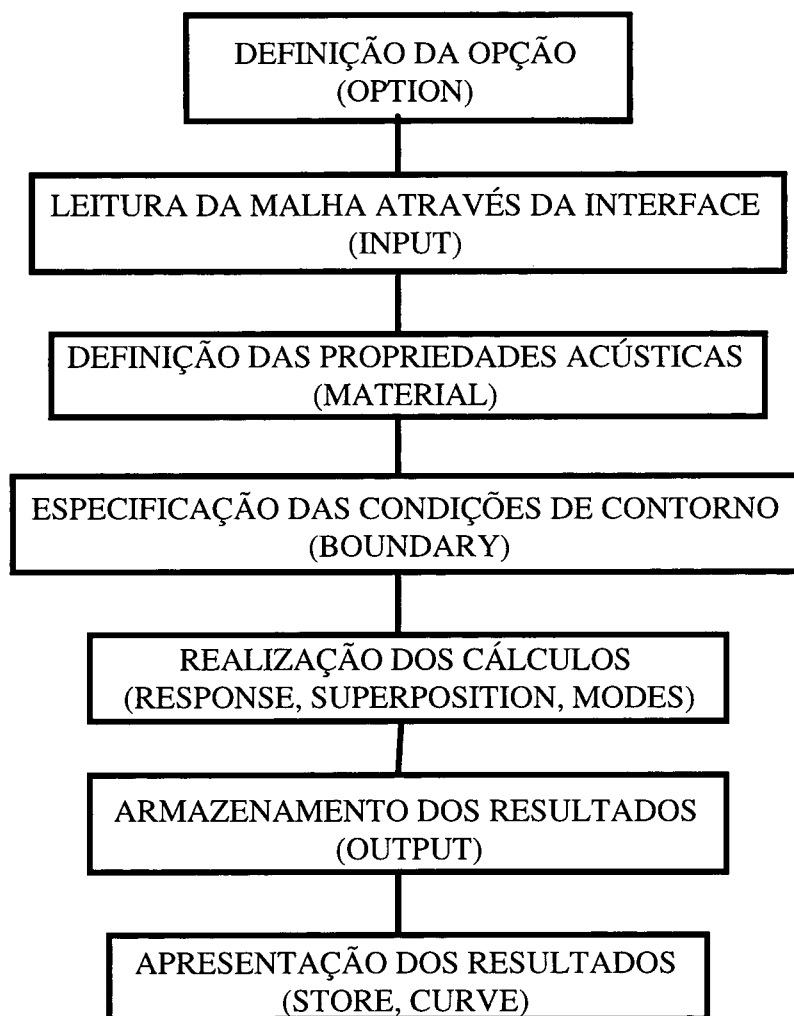 DEFINIÇÃO DA OPÇÃO
(OPTION)
LEITURA DA MALHA ATRAVÉS DA INTERFACE
(INPUT)
DEFINIÇÃO DAS PROPRIEDADES ACÚSTICAS
(MATERIAL)
ESPECIFICAÇÃO DAS CONDIÇÕES DE CONTORNO
(BOUNDARY)
REALIZAÇÃO DOS CÁLCULOS
(RESPONSE, SUPERPOSITION, MODES)
ARMAZENAMENTO DOS RESULTADOS
(OUTPUT)
APRESENTAÇÃO DOS RESULTADOS
(STORE, CURVE)